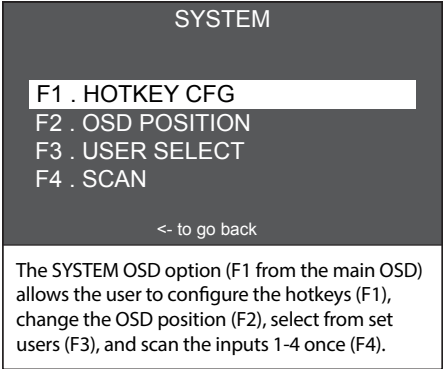 SYSTEM
F1 . HOTKEY CFG
F2 . OSD POSITION
F3 . USER SELECT
F4 . SCAN
<- to go back
The SYSTEM OSD option (F1 from the main OSD)
allows the user to configure the hotkeys (F1),
change the OSD position (F2), select from set
users (F3), and scan the inputs 1-4 once (F4).